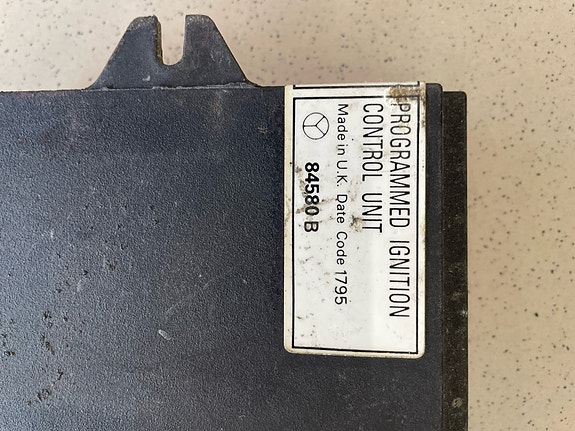 PROGRAMMED IGNITION
CONTROL UNIT
Made in U.K. Date Code 1795
84580 B